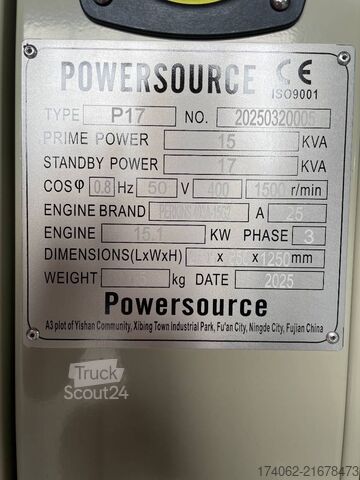 POWERSOURCE CE
ISO9001
TYPE P17 NO. 20250320005
PRIME POWER 15 KVA
STANDBY POWER 17 KVA
COSφ 0.8 Hz 50 V 400 1500 r/min
ENGINE BRAND PERKINS A 25
ENGINE 15.1 KW PHASE 3
DIMENSIONS(LxWxH) x x 1250 mm
WEIGHT kg DATE 2025
Powersource
A3 plot of Yishan Community, Xibing Town Industrial Park, Fu'an City, Ningde City, Fujian China
Truck
Scout24
174062-21678473